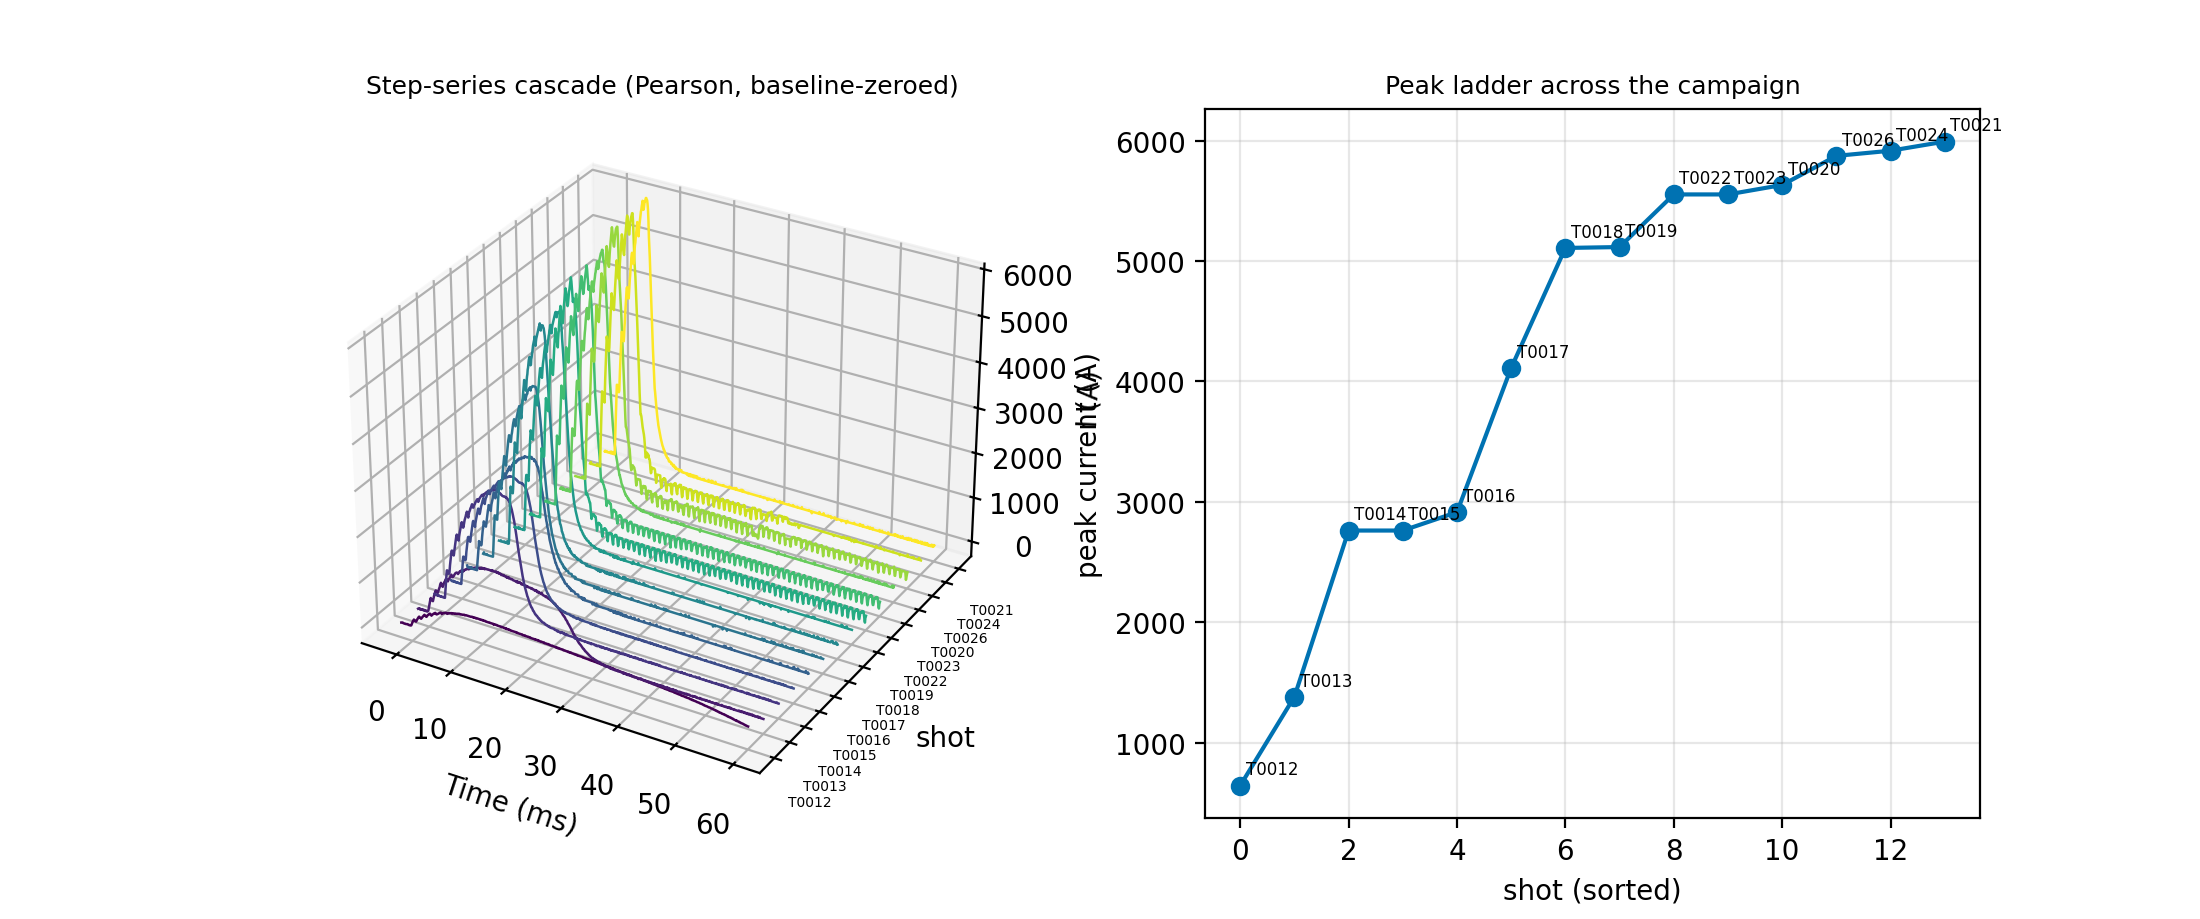 Step-series cascade (Pearson, baseline-zeroed)
6000
5000
4000
3000
2000
1000
0
T0021
T0024
T0026
T0020
T0023
T0022
T0019
T0018
T0017
T0016
T0015
T0014
T0013
T0012
shot
0
10
20
30
40
50
60
Time (ms)
Peak ladder across the campaign
peak current (A)
6000
5000
4000
3000
2000
1000
T0012
T0013
T0014
T0015
T0016
T0017
T0018
T0019
T0022
T0023
T0020
T0026
T0024
T0021
0
2
4
6
8
10
12
shot (sorted)